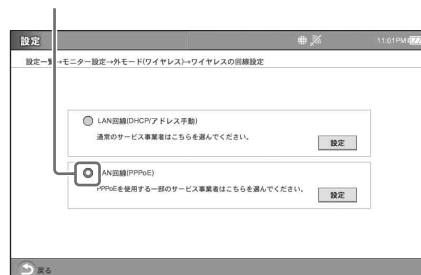 設定
11:01PM
設定一覧→モニター設定→外モード(ワイヤレス)→ワイヤレスの回線設定
LAN回線(DHCP/アドレス手動)
通常のサービス事業者はこちらを選んでください。
設定
AN回線(PPPoE)
PPPoEを使用する一部のサービス事業者はこちらを選んでください。
設定
戻る